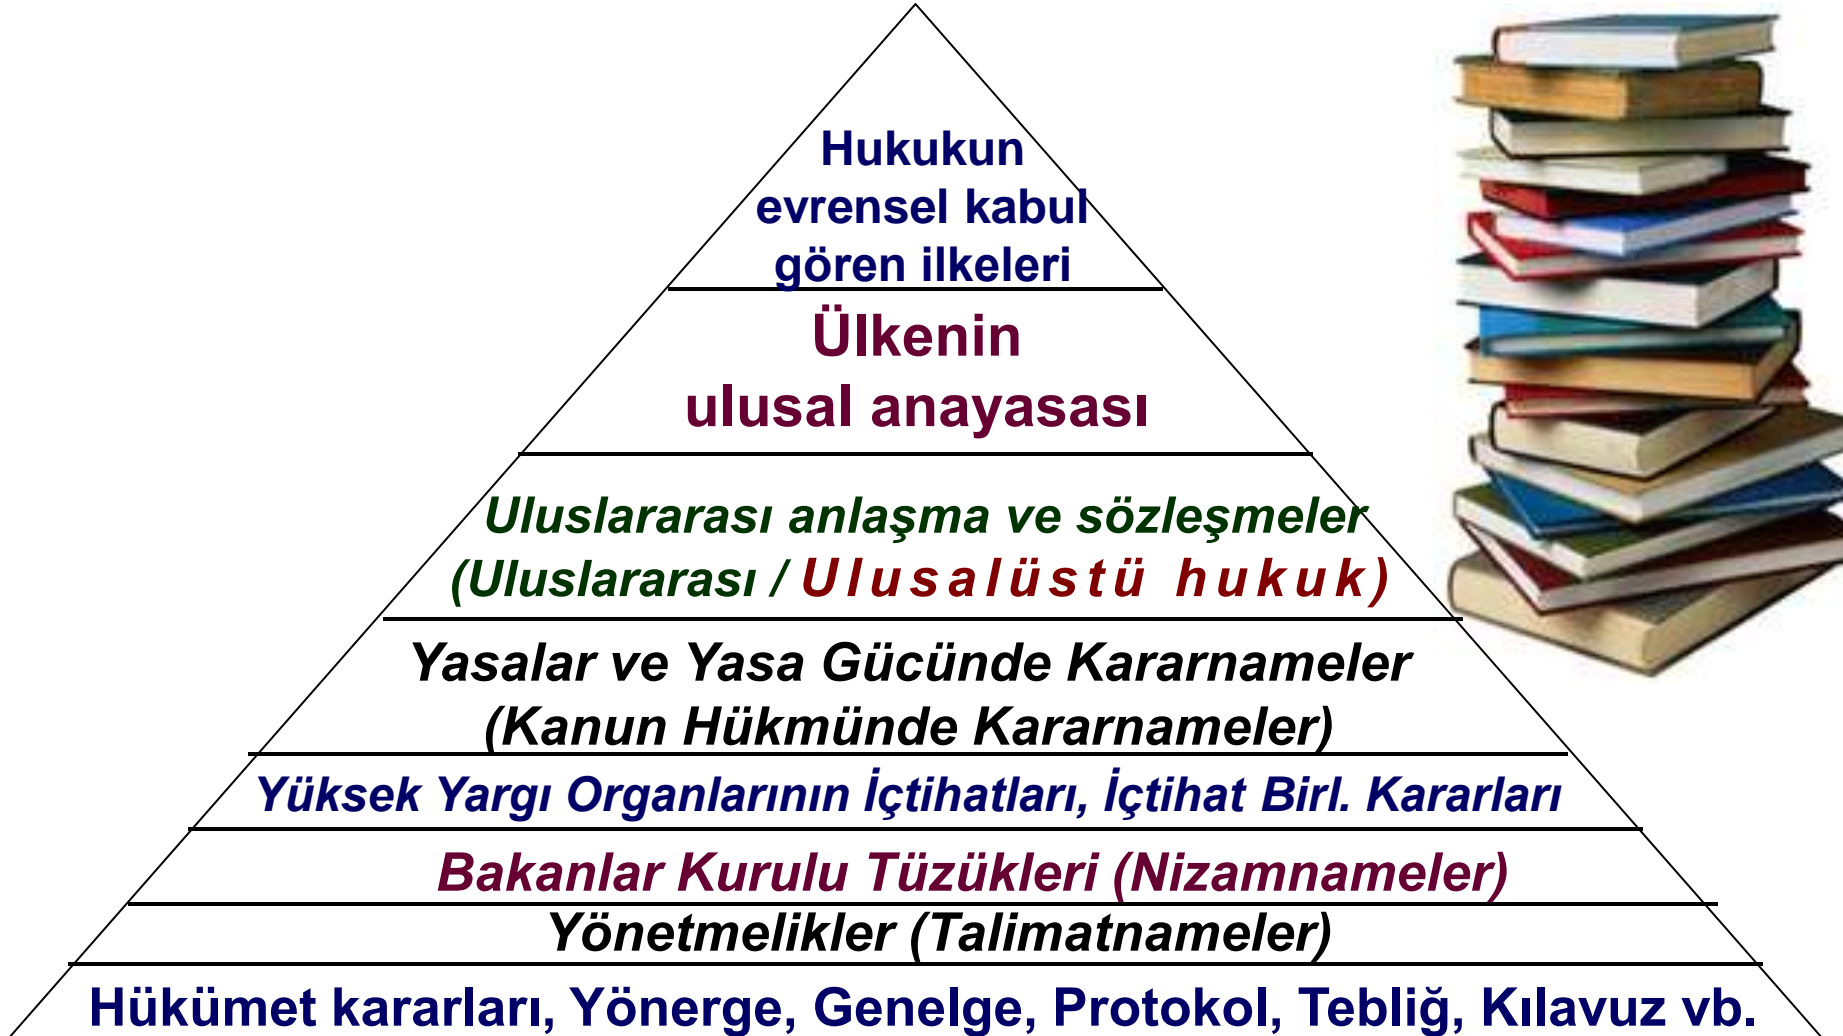 Hukukun
evrensel kabul
gören ilkeleri
Ülkenin
ulusal anayasası
Uluslararası anlaşma ve sözleşmeler
(Uluslararası / Ulusalüstü hukuk)
Yasalar ve Yasa Gücünde Kararnameler
(Kanun Hükmünde Kararnameler)
Yüksek Yargı Organlarının İçtihatları, İçtihat Birl. Kararları
Bakanlar Kurulu Tüzükleri (Nizamnameler)
Yönetmelikler (Talimatnameler)
Hükümet kararları, Yönerge, Genelge, Protokol, Tebliğ, Kılavuz vb.